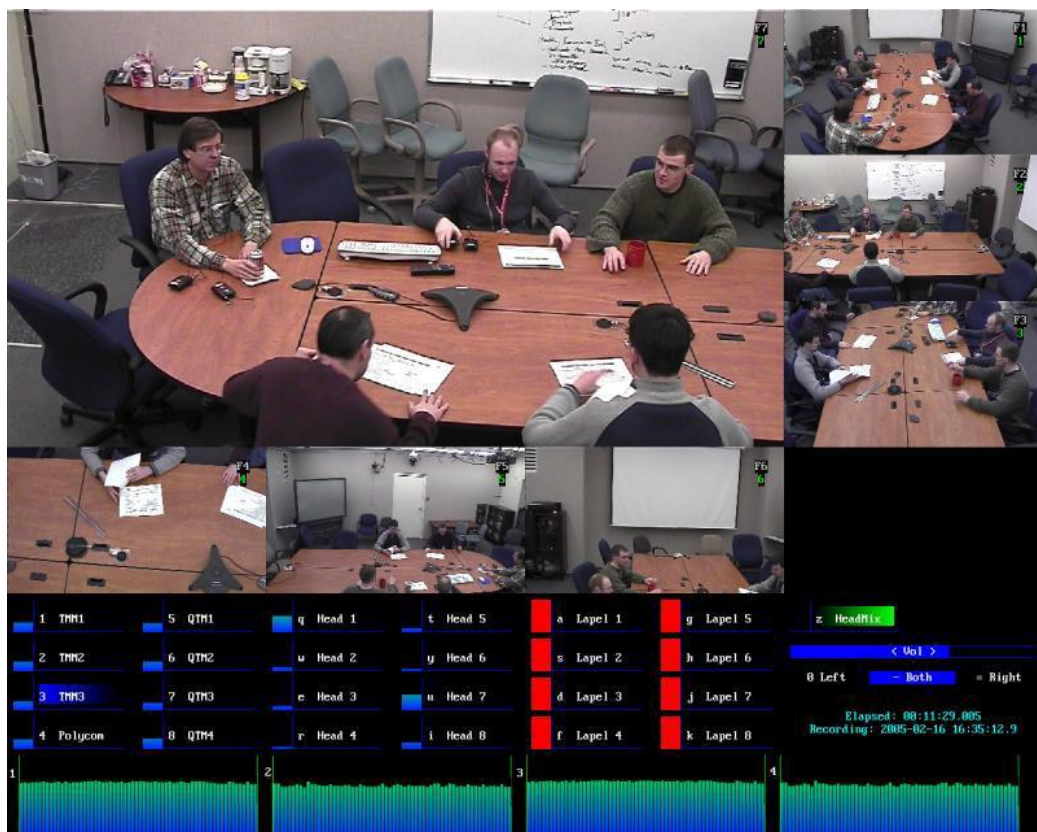 F7
7
F1
1
F2
2
F3
3
F4
4
F5
5
F6
6
1 TMM1
5 QTM1
q Head 1
t Head 5
a Lapel 1
g Lapel 5
z HeadMix
2 TMM2
6 QTM2
w Head 2
y Head 6
s Lapel 2
h Lapel 6
< Vol >
3 TMM3
7 QTM3
e Head 3
u Head 7
d Lapel 3
j Lapel 7
0 Left
- Both
= Right
4 Polycom
8 QTM4
r Head 4
i Head 8
f Lapel 4
k Lapel 8
Elapsed: 00:11:29.005
Recording: 2005-02-16 16:35:12.9
1
2
3
4